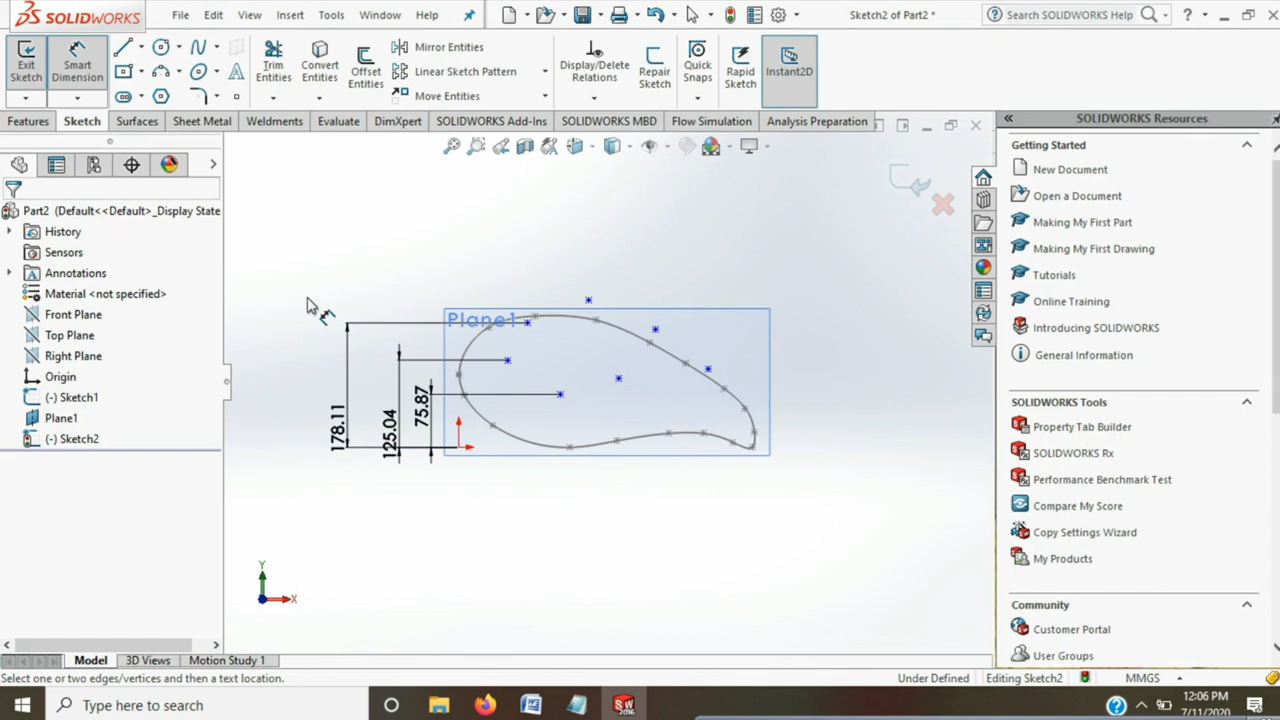 SOLIDWORKS
File Edit View Insert Tools Window Help
Sketch2 of Part2 *
Search SOLIDWORKS Help
Exit Sketch
Smart Dimension
Trim Entities
Convert Entities
Offset Entities
Mirror Entities
Linear Sketch Pattern
Move Entities
Display/Delete Relations
Repair Sketch
Quick Snaps
Rapid Sketch
Instant2D
Features Sketch Surfaces Sheet Metal Weldments Evaluate DimXpert SOLIDWORKS Add-Ins SOLIDWORKS MBD Flow Simulation Analysis Preparation
Part2 (Default<<Default>_Display State
History
Sensors
Annotations
Material <not specified>
Front Plane
Top Plane
Right Plane
Origin
(-) Sketch1
Plane1
(-) Sketch2
Plane1
178.11
125.04
75.87
Y
X
SOLIDWORKS Resources
Getting Started
New Document
Open a Document
Making My First Part
Making My First Drawing
Tutorials
Online Training
Introducing SOLIDWORKS
General Information
SOLIDWORKS Tools
Property Tab Builder
SOLIDWORKS Rx
Performance Benchmark Test
Compare My Score
Copy Settings Wizard
My Products
Community
Customer Portal
User Groups
Model 3D Views Motion Study 1
Select one or two edges/vertices and then a text location.
Under Defined Editing Sketch2 MMGS
Type here to search
2016
12:06 PM
7/11/2020